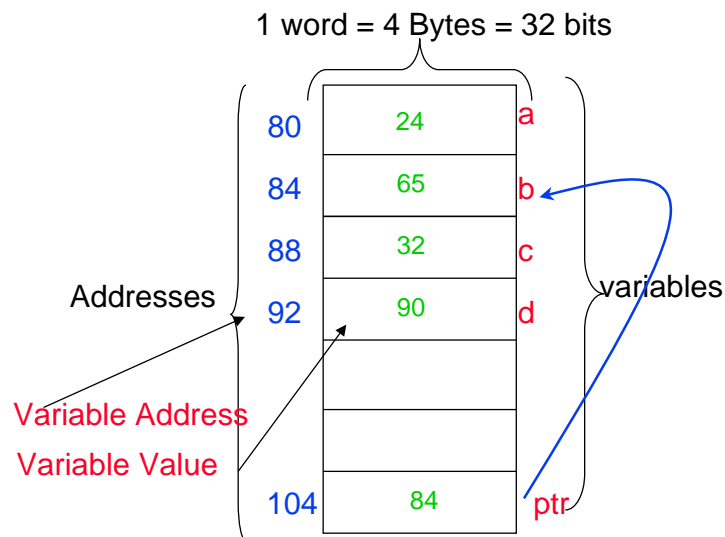 1 word = 4 Bytes = 32 bits
80 24 a
84 65 b
88 32 c
Addresses 92 90 d variables
Variable Address
Variable Value
104 84 ptr